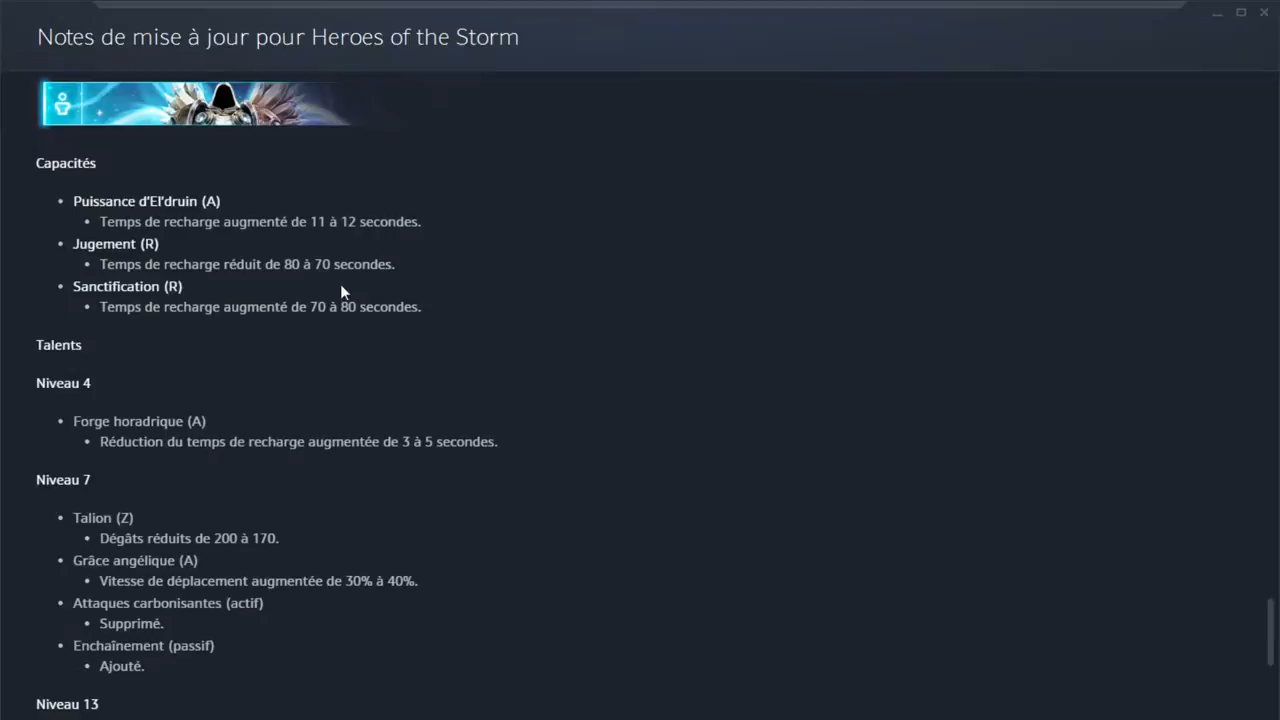 Notes de mise à jour pour Heroes of the Storm
Capacités
• Puissance d'El'druin (A)
• Temps de recharge augmenté de 11 à 12 secondes.
• Jugement (R)
• Temps de recharge réduit de 80 à 70 secondes.
• Sanctification (R)
• Temps de recharge augmenté de 70 à 80 secondes.
Talents
Niveau 4
• Forge horadrique (A)
• Réduction du temps de recharge augmentée de 3 à 5 secondes.
Niveau 7
• Talion (Z)
• Dégâts réduits de 200 à 170.
• Grâce angélique (A)
• Vitesse de déplacement augmentée de 30% à 40%.
• Attaques carbonisantes (actif)
• Supprimé.
• Enchaînement (passif)
• Ajouté.
Niveau 13